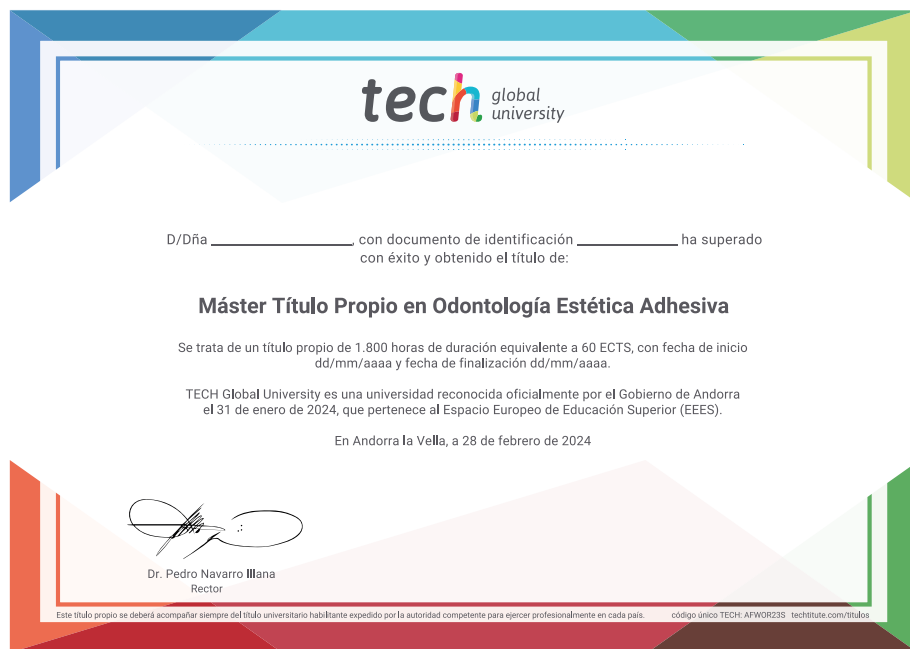 tech global
university
D/Dña ______________, con documento de identificación __________ ha superado
con éxito y obtenido el título de:
Máster Título Propio en Odontología Estética Adhesiva
Se trata de un título propio de 1.800 horas de duración equivalente a 60 ECTS, con fecha de inicio
dd/mm/aaaa y fecha de finalización dd/mm/aaaa.
TECH Global University es una universidad reconocida oficialmente por el Gobierno de Andorra
el 31 de enero de 2024, que pertenece al Espacio Europeo de Educación Superior (EEES).
En Andorra la Vella, a 28 de febrero de 2024
Dr. Pedro Navarro Illana
Rector
Este título propio se deberá acompañar siempre del título universitario habilitante expedido por la autoridad competente para ejercer profesionalmente en cada país. código único TECH: AFWOR23S techtitute.com/titulos